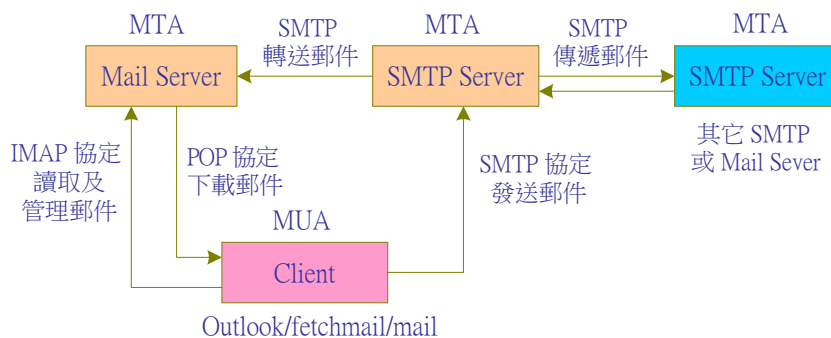 MTA
MTA
MTA
SMTP
轉送郵件
SMTP
傳遞郵件
Mail Server
SMTP Server
SMTP Server
其它 SMTP
或 Mail Sever
IMAP 協定
讀取及
管理郵件
POP 協定
下載郵件
SMTP 協定
發送郵件
MUA
Client
Outlook/fetchmail/mail